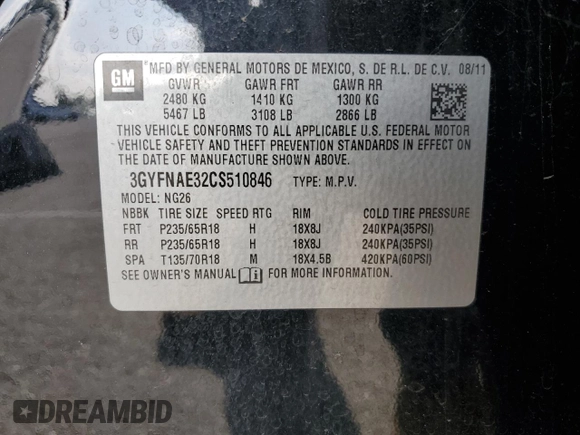 GM MFD BY GENERAL MOTORS DE MEXICO, S. DE R.L. DE C.V. 08/11
GVWR GAWR FRT GAWR RR
2480 KG 1410 KG 1300 KG
5467 LB 3108 LB 2866 LB
THIS VEHICLE CONFORMS TO ALL APPLICABLE U.S. FEDERAL MOTOR
VEHICLE SAFETY AND THEFT PREVENTION STANDARDS IN EFFECT ON
THE DATE OF MANUFACTURE SHOWN ABOVE.
3GYFNAE32CS510846 TYPE: M.P.V.
MODEL: NG26
NBBK TIRE SIZE SPEED RTG RIM COLD TIRE PRESSURE
FRT P235/65R18 H 18X8J 240KPA(35PSI)
RR P235/65R18 H 18X8J 240KPA(35PSI)
SPA T135/70R18 M 18X4.5B 420KPA(60PSI)
SEE OWNER'S MANUAL i FOR MORE INFORMATION.
DREAMBID